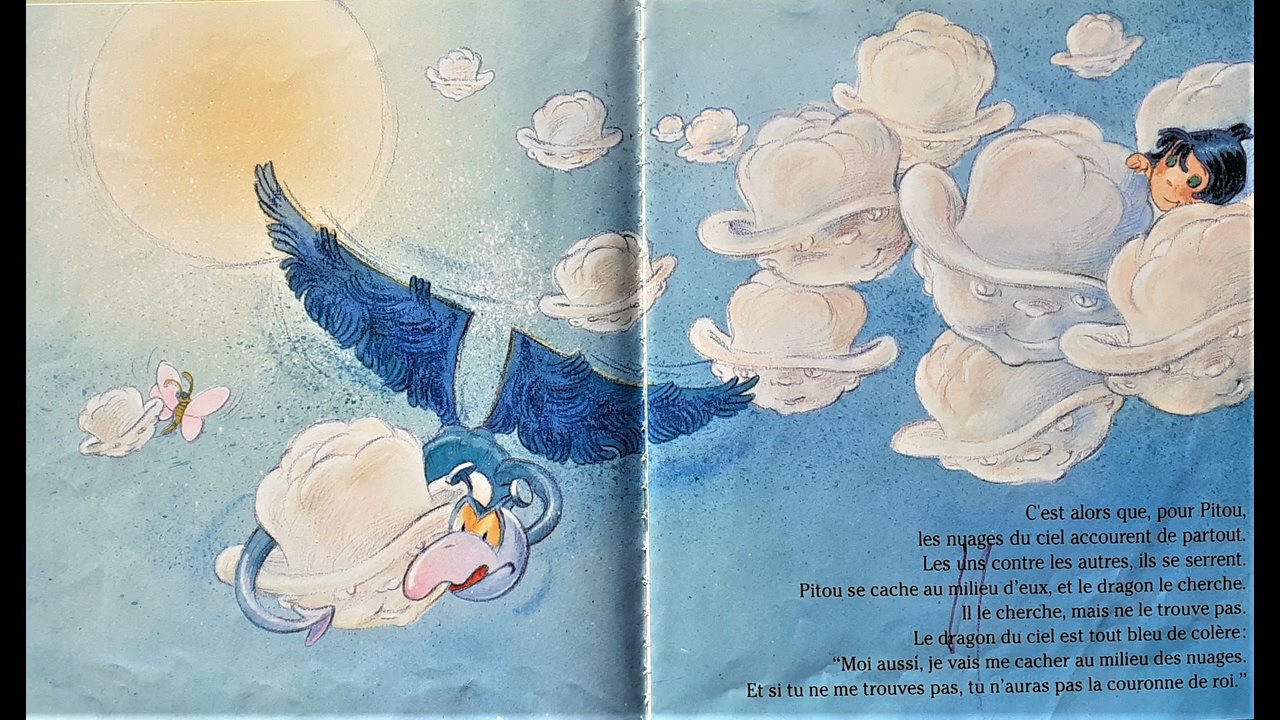 C'est alors que, pour Pitou,
les nuages du ciel accourent de partout.
Les uns contre les autres, ils se serrent.
Pitou se cache au milieu d'eux, et le dragon le cherche.
Il le cherche, mais ne le trouve pas.
Le dragon du ciel est tout bleu de colère:
“Moi aussi, je vais me cacher au milieu des nuages.
Et si tu ne me trouves pas, tu n'auras pas la couronne de roi.”